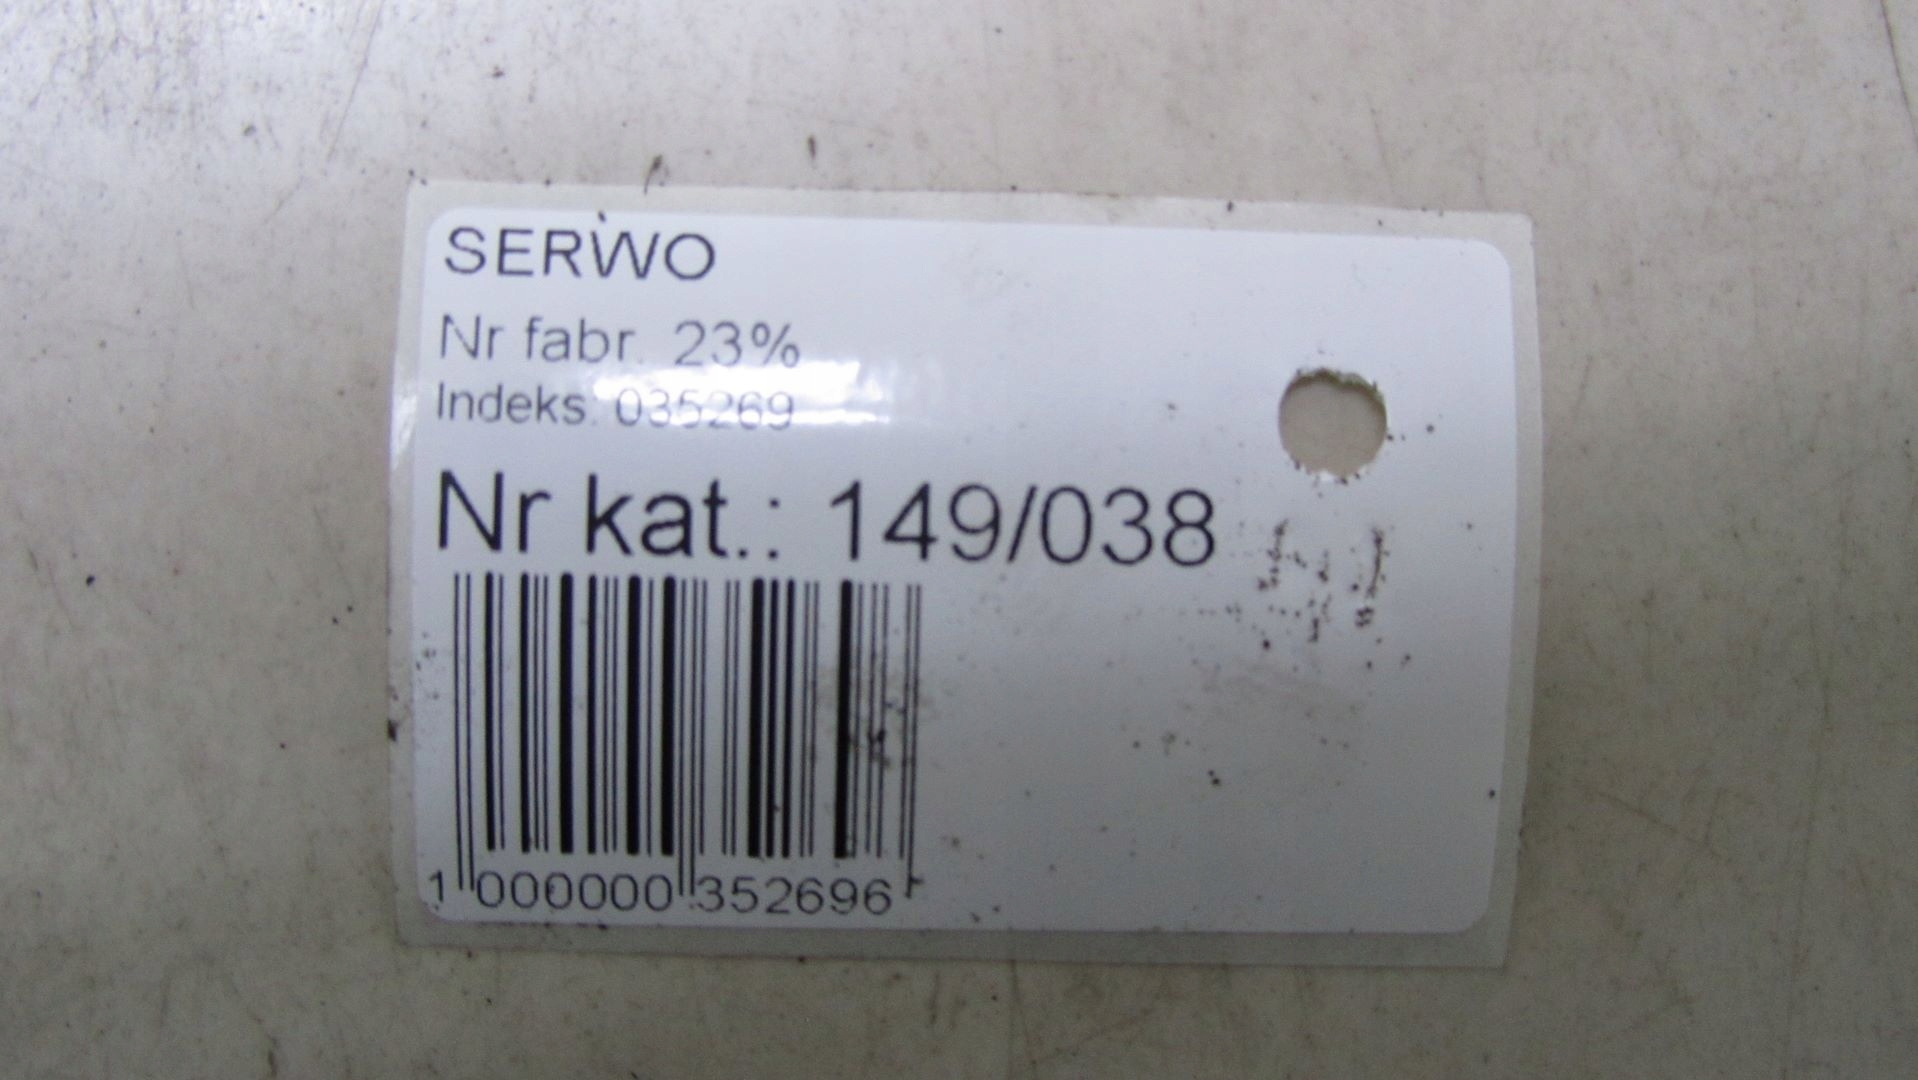 SERWO
Nr fabr. 23%
Indeks: 035269
Nr kat.: 149/038
1 000000 352696